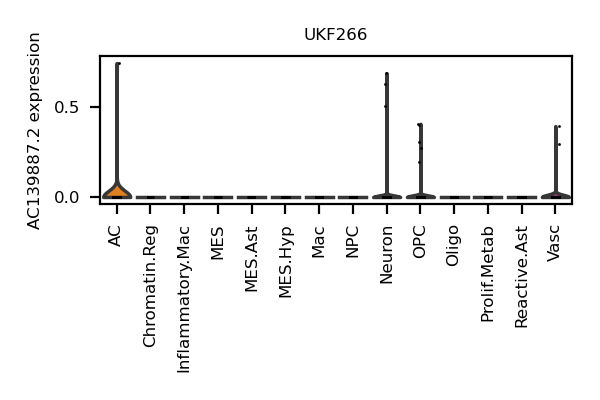 UKF266
AC139887.2 expression
0.5
0.0
AC
Chromatin.Reg
Inflammatory.Mac
MES
MES.Ast
MES.Hyp
Mac
NPC
Neuron
OPC
Oligo
Prolif.Metab
Reactive.Ast
Vasc